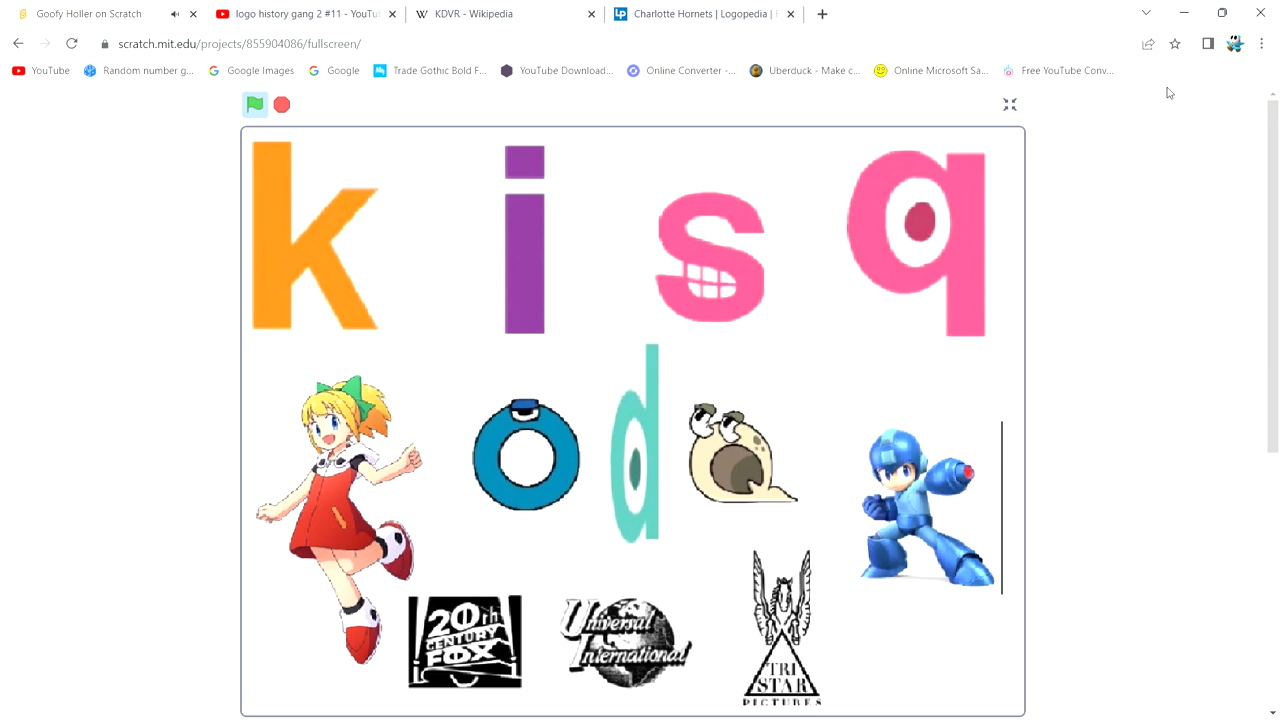 Goofy Holler on Scratch
logo history gang 2 #11 - YouTu
KDVR - Wikipedia
Charlotte Hornets | Logopedia |
scratch.mit.edu/projects/855904086/fullscreen/
YouTube
Random number g...
Google Images
Google
Trade Gothic Bold F...
YouTube Download...
Online Converter -...
Uberduck - Make c...
Online Microsoft Sa...
Free YouTube Conv...
k i s q
o d a
20th
CENTURY
FOX
Universal
International
TRI
STAR
PICTURES